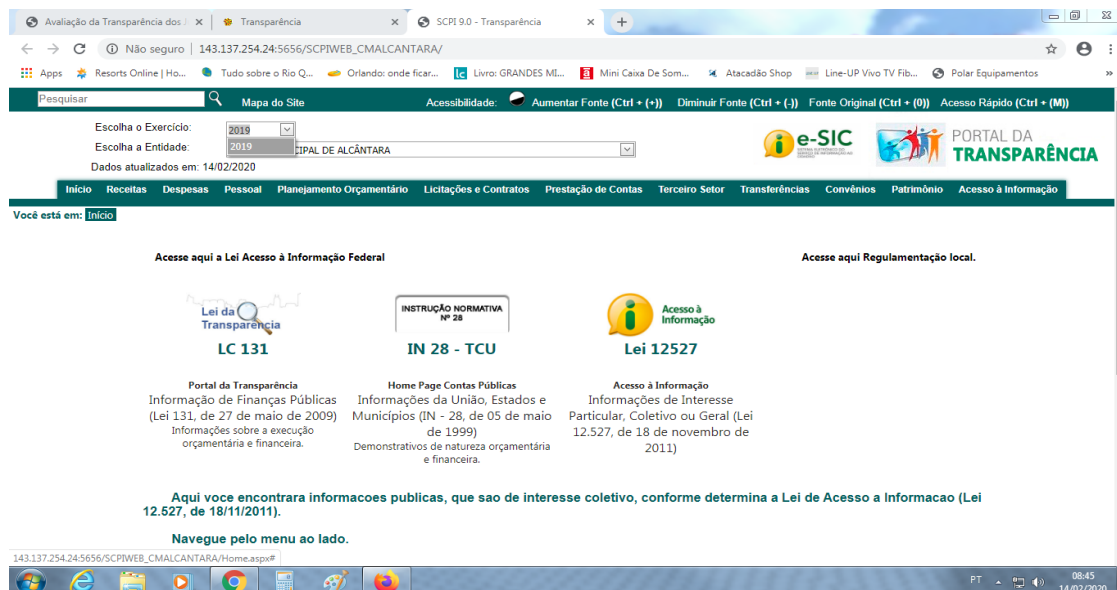 Avaliação da Transparência dos J
Transparência
SCPI 9.0 - Transparência
Não seguro | 143.137.254.24:5656/SCPIWEB_CMALCANTARA/
Apps
Resorts Online | Ho...
Tudo sobre o Rio Q...
Orlando: onde ficar...
Livro: GRANDES MI...
Mini Caixa De Som...
Atacadão Shop
Line-UP Vivo TV Fib...
Polar Equipamentos
»
Pesquisar
Mapa do Site
Acessibilidade:
Aumentar Fonte (Ctrl + (+))
Diminuir Fonte (Ctrl + (-))
Fonte Original (Ctrl + (0))
Acesso Rápido (Ctrl + (M))
Escolha o Exercício:
2019
2019
Escolha a Entidade:
CIPAL DE ALCÂNTARA
Dados atualizados em: 14/02/2020
e-SIC
PORTAL DA
TRANSPARÊNCIA
Início Receitas Despesas Pessoal Planejamento Orçamentário Licitações e Contratos Prestação de Contas Terceiro Setor Transferências Convênios Patrimônio Acesso à Informação
Você está em: Início
Acesse aqui a Lei Acesso à Informação Federal
Acesse aqui Regulamentação local.
Lei da
Transparência
LC 131
Portal da Transparência
Informação de Finanças Públicas
(Lei 131, de 27 de maio de 2009)
Informações sobre a execução
orçamentária e financeira.
INSTRUÇÃO NORMATIVA
Nº 28
IN 28 - TCU
Home Page Contas Públicas
Informações da União, Estados e
Municípios (IN - 28, de 05 de maio
de 1999)
Demonstrativos de natureza orçamentária
e financeira.
Acesso à
Informação
Lei 12527
Acesso à Informação
Informações de Interesse
Particular, Coletivo ou Geral (Lei
12.527, de 18 de novembro de
2011)
Aqui voce encontrara informacoes publicas, que sao de interesse coletivo, conforme determina a Lei de Acesso a Informacao (Lei
12.527, de 18/11/2011).
Navegue pelo menu ao lado.
143.137.254.24:5656/SCPIWEB_CMALCANTARA/Home.aspx#
PT
08:45
14/02/2020